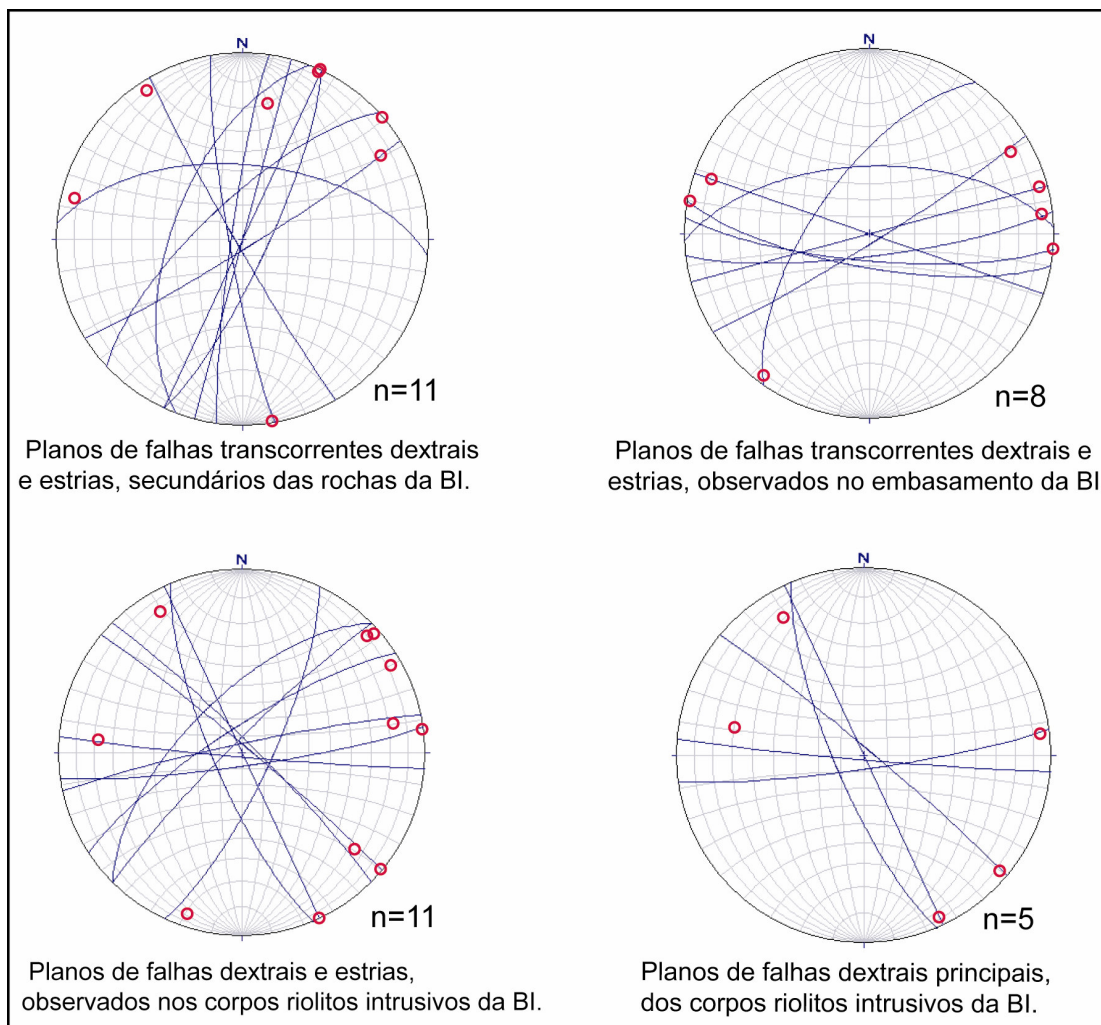 N
n=11
Planos de falhas transcorrentes dextrais
e estrias, secundários das rochas da BI.
N
n=8
Planos de falhas transcorrentes dextrais e
estrias, observados no embasamento da BI
N
n=11
Planos de falhas dextrais e estrias,
observados nos corpos riolitos intrusivos da BI.
N
n=5
Planos de falhas dextrais principais,
dos corpos riolitos intrusivos da BI.